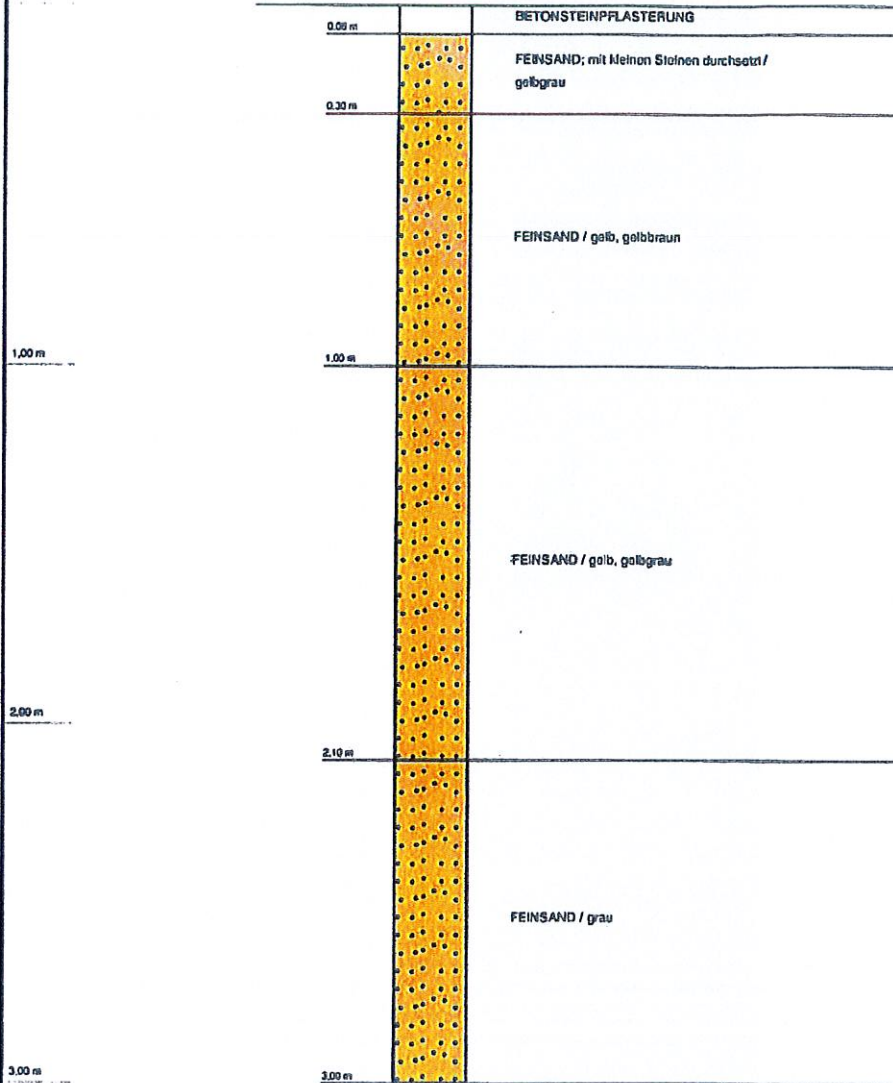 BETONSTEINPFLASTERUNG
0.08 m
FEINSAND; mit kleinen Steinen durchsetzt /
gelbgrau
0.30 m
FEINSAND / gelb, gelbbraun
1,00 m
1.00 m
FEINSAND / gelb, gelbgrau
2,00 m
2.10 m
FEINSAND / grau
3,00 m
3.00 m